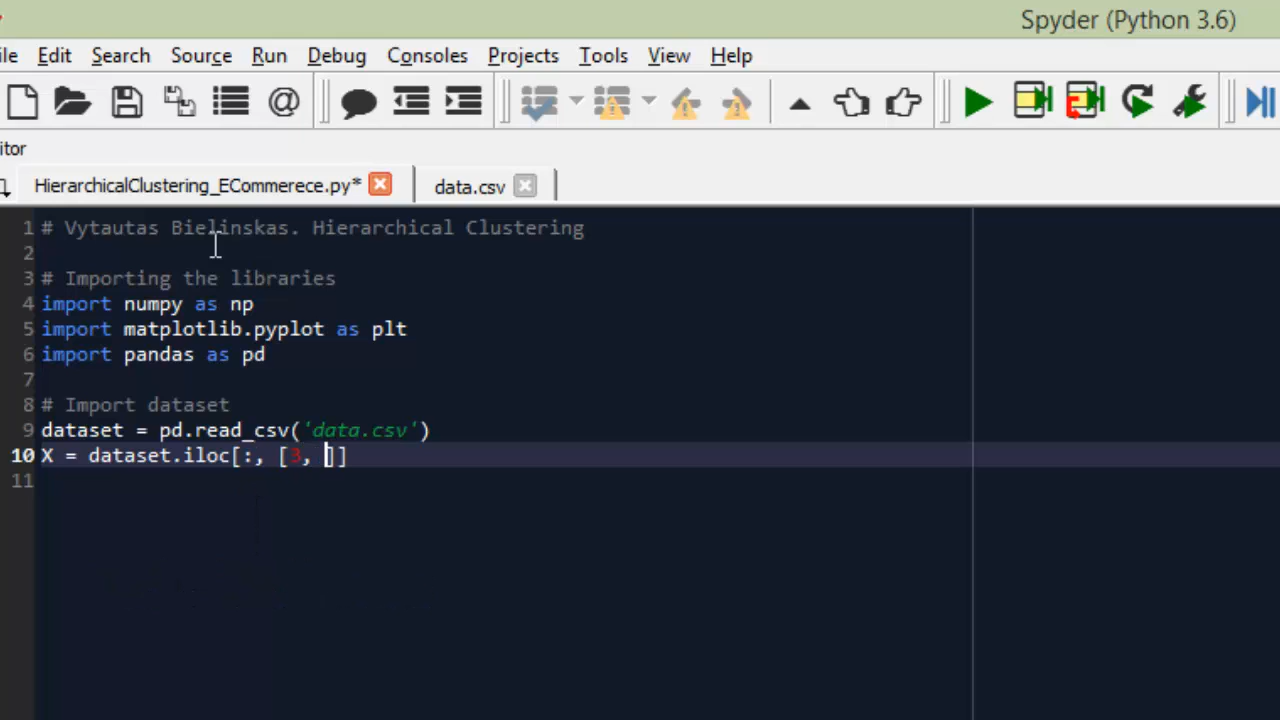 Spyder (Python 3.6)
ile Edit Search Source Run Debug Consoles Projects Tools View Help
itor
HierarchicalClustering_ECommerece.py* data.csv
1 # Vytautas Bielinskas. Hierarchical Clustering
2
3 # Importing the libraries
4 import numpy as np
5 import matplotlib.pyplot as plt
6 import pandas as pd
7
8 # Import dataset
9 dataset = pd.read_csv('data.csv')
10 X = dataset.iloc[:, [3, ]]
11